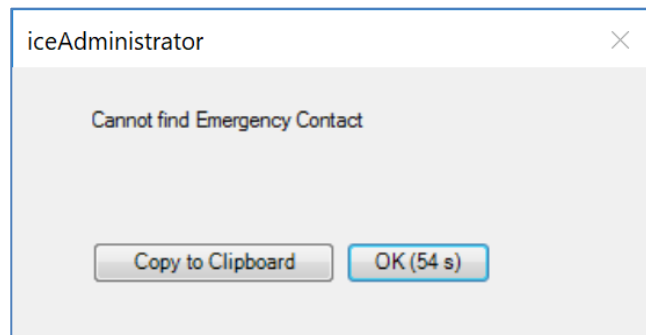 iceAdministrator
Cannot find Emergency Contact
Copy to Clipboard OK (54 s)